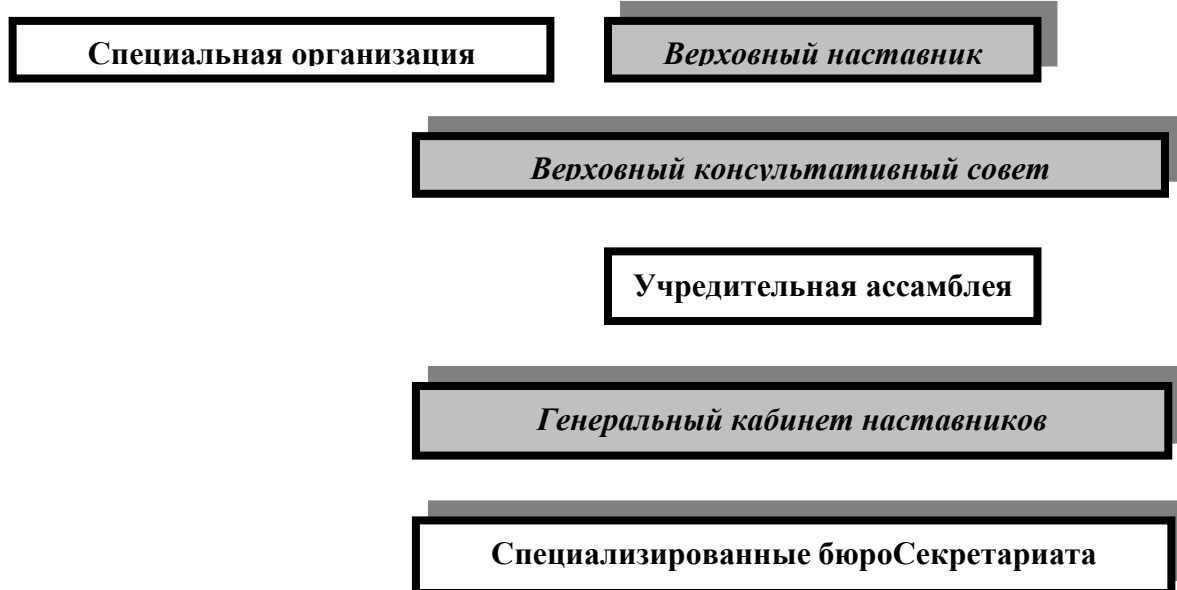 Специальная организация
Верховный наставник
Верховный консультативный совет
Учредительная ассамблея
Генеральный кабинет наставников
Специализированные бюроСекретариата